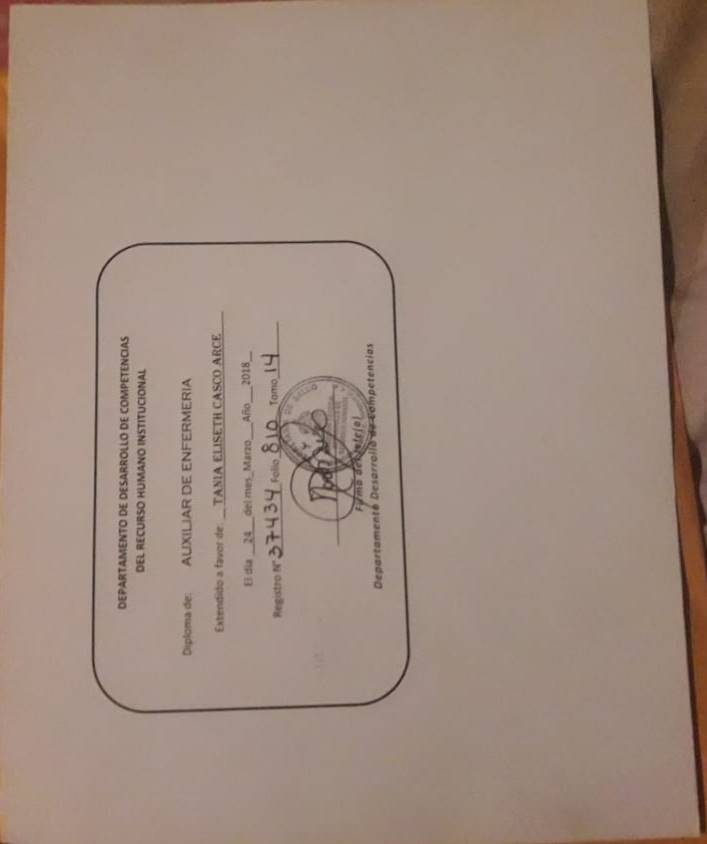 DEPARTAMENTO DE DESARROLLO DE COMPETENCIAS
DEL RECURSO HUMANO INSTITUCIONAL
Diploma de: AUXILIAR DE ENFERMERIA
Extendido a favor de: TANIA ELISETH CASCO ARCE
El día 24 del mes Marzo Año 2018
Registro N° 37434 Folio 810 Tomo 14
Firma del Jefe(a)
Departamento Desarrollo de Competencias